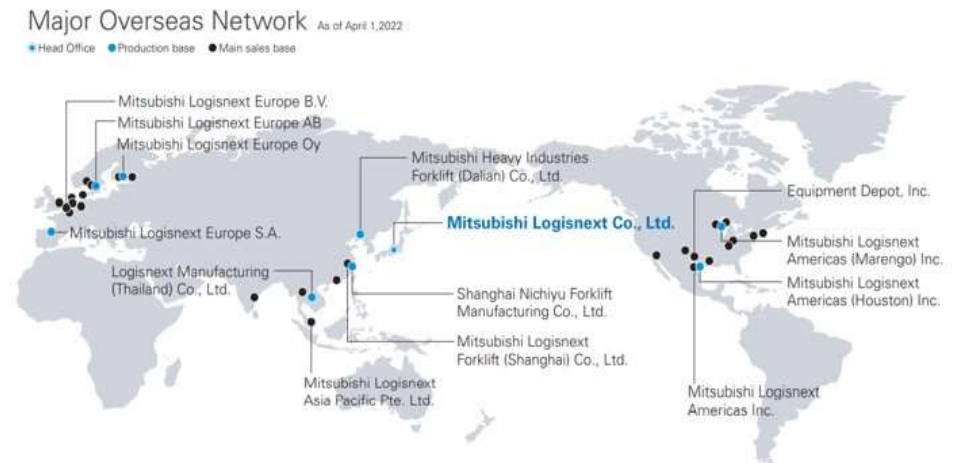 Major Overseas Network As of April 1,2022
Head Office Production base Main sales base
Mitsubishi Logisnext Europe B.V.
Mitsubishi Logisnext Europe AB
Mitsubishi Logisnext Europe Oy
Mitsubishi Logisnext Europe S.A.
Logisnext Manufacturing
(Thailand) Co., Ltd.
Mitsubishi Logisnext
Asia Pacific Pte. Ltd.
Mitsubishi Heavy Industries
Forklift (Dalian) Co., Ltd.
Mitsubishi Logisnext Co., Ltd.
Shanghai Nichiyu Forklift
Manufacturing Co., Ltd.
Mitsubishi Logisnext
Forklift (Shanghai) Co., Ltd.
Equipment Depot, Inc.
Mitsubishi Logisnext
Americas (Marengo) Inc.
Mitsubishi Logisnext
Americas (Houston) Inc.
Mitsubishi Logisnext
Americas Inc.